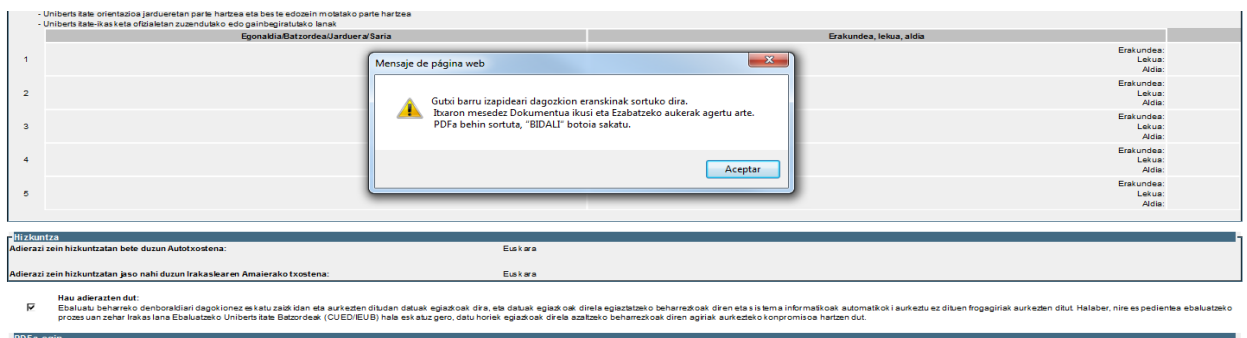 - Unibertsitate orientazioa jardueretan parte hartzea eta beste edozein motatako parte hartzea
- Unibertsitate-ikasketa ofizialetan zuzendutako edo gainbegiratutako lanak
Egonaldia/Batzordea/Jarduera/Saria Erakundea, lekua, aldia
1 Erakundea:
Lekua:
Aldia:
2 Erakundea:
Lekua:
Aldia:
3 Erakundea:
Lekua:
Aldia:
4 Erakundea:
Lekua:
Aldia:
5 Erakundea:
Lekua:
Aldia:
Mensaje de página web
Gutxi barru izapideari dagozkion eranskinak sortuko dira.
Itxaron mesedez Dokumentua ikusi eta Ezabatzeko aukerak agertu arte.
PDFa behin sortuta, "BIDALI" botoia sakatu.
Aceptar
Hizkuntza
Adierazi zein hizkuntzatan bete duzun Autotxostena: Euskara
Adierazi zein hizkuntzatan jaso nahi duzun Irakaslearen Amaierako txostena: Euskara
Hau adierazten dut:
Ebaluatu beharreko denboraldiari dagokionez eskatu zaizkidan eta aurkezten ditudan datuak egiazkoak dira, eta datuak egiazkoak direla egiaztatzeko beharrezkoak diren eta sistema informatikoak automatikoki aurkeztu ez dituen frogagiriak aurkezten ditut. Halaber, nire espedientea ebaluatzeko
prozesuan zehar Irakaslana Ebaluatzeko Unibertsitate Batzordeak (CUED/IEUB) hala eskatuz gero, datu horiek egiazkoak direla azaltzeko beharrezkoak diren agiriak aurkezteko konpromisoa hartzen dut.
PDFa egin